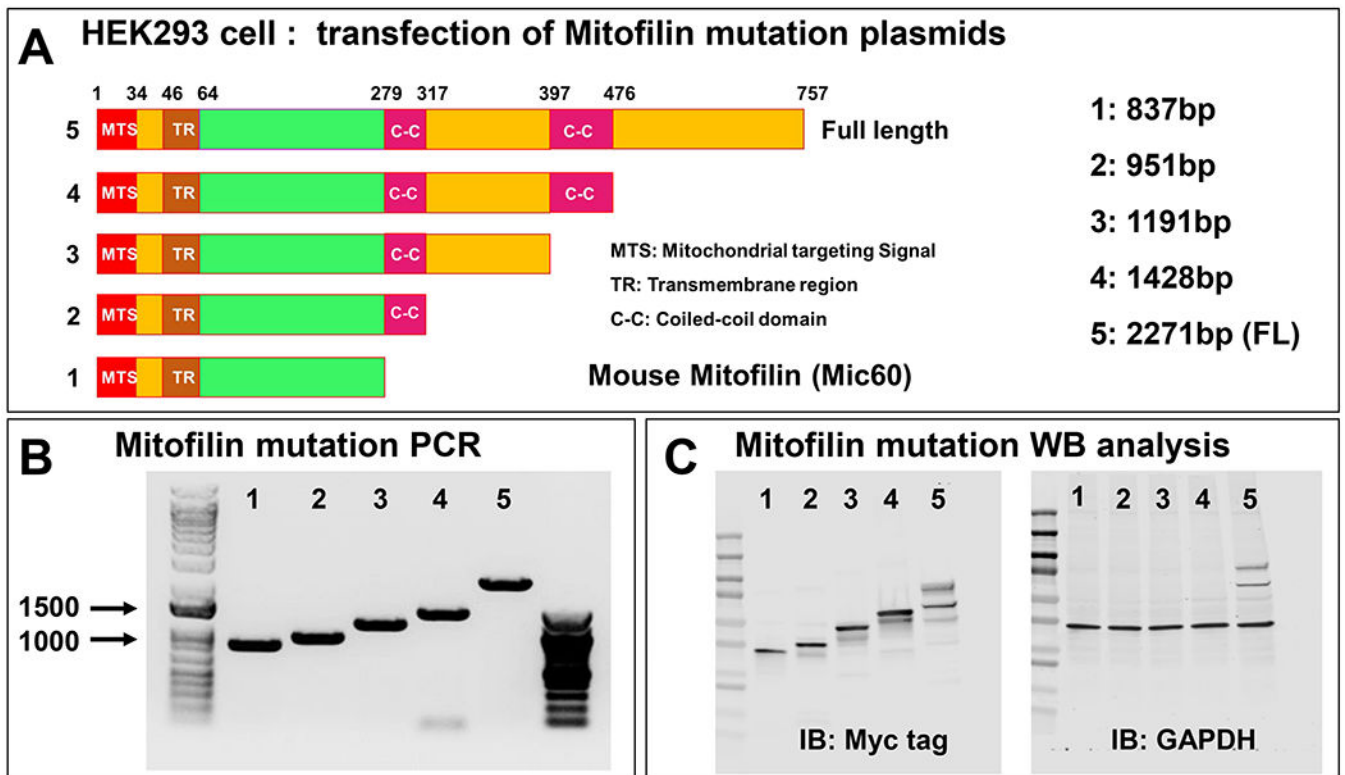 A HEK293 cell : transfection of Mitofilin mutation plasmids
1 34 46 64 279 317 397 476 757
5 MTS TR C-C C-C Full length
4 MTS TR C-C C-C
3 MTS TR C-C
2 MTS TR C-C
1 MTS TR
MTS: Mitochondrial targeting Signal
TR: Transmembrane region
C-C: Coiled-coil domain
Mouse Mitofilin (Mic60)
1: 837bp
2: 951bp
3: 1191bp
4: 1428bp
5: 2271bp (FL)
B Mitofilin mutation PCR
1 2 3 4 5
1500
1000
C Mitofilin mutation WB analysis
1 2 3 4 5
IB: Myc tag
1 2 3 4 5
IB: GAPDH